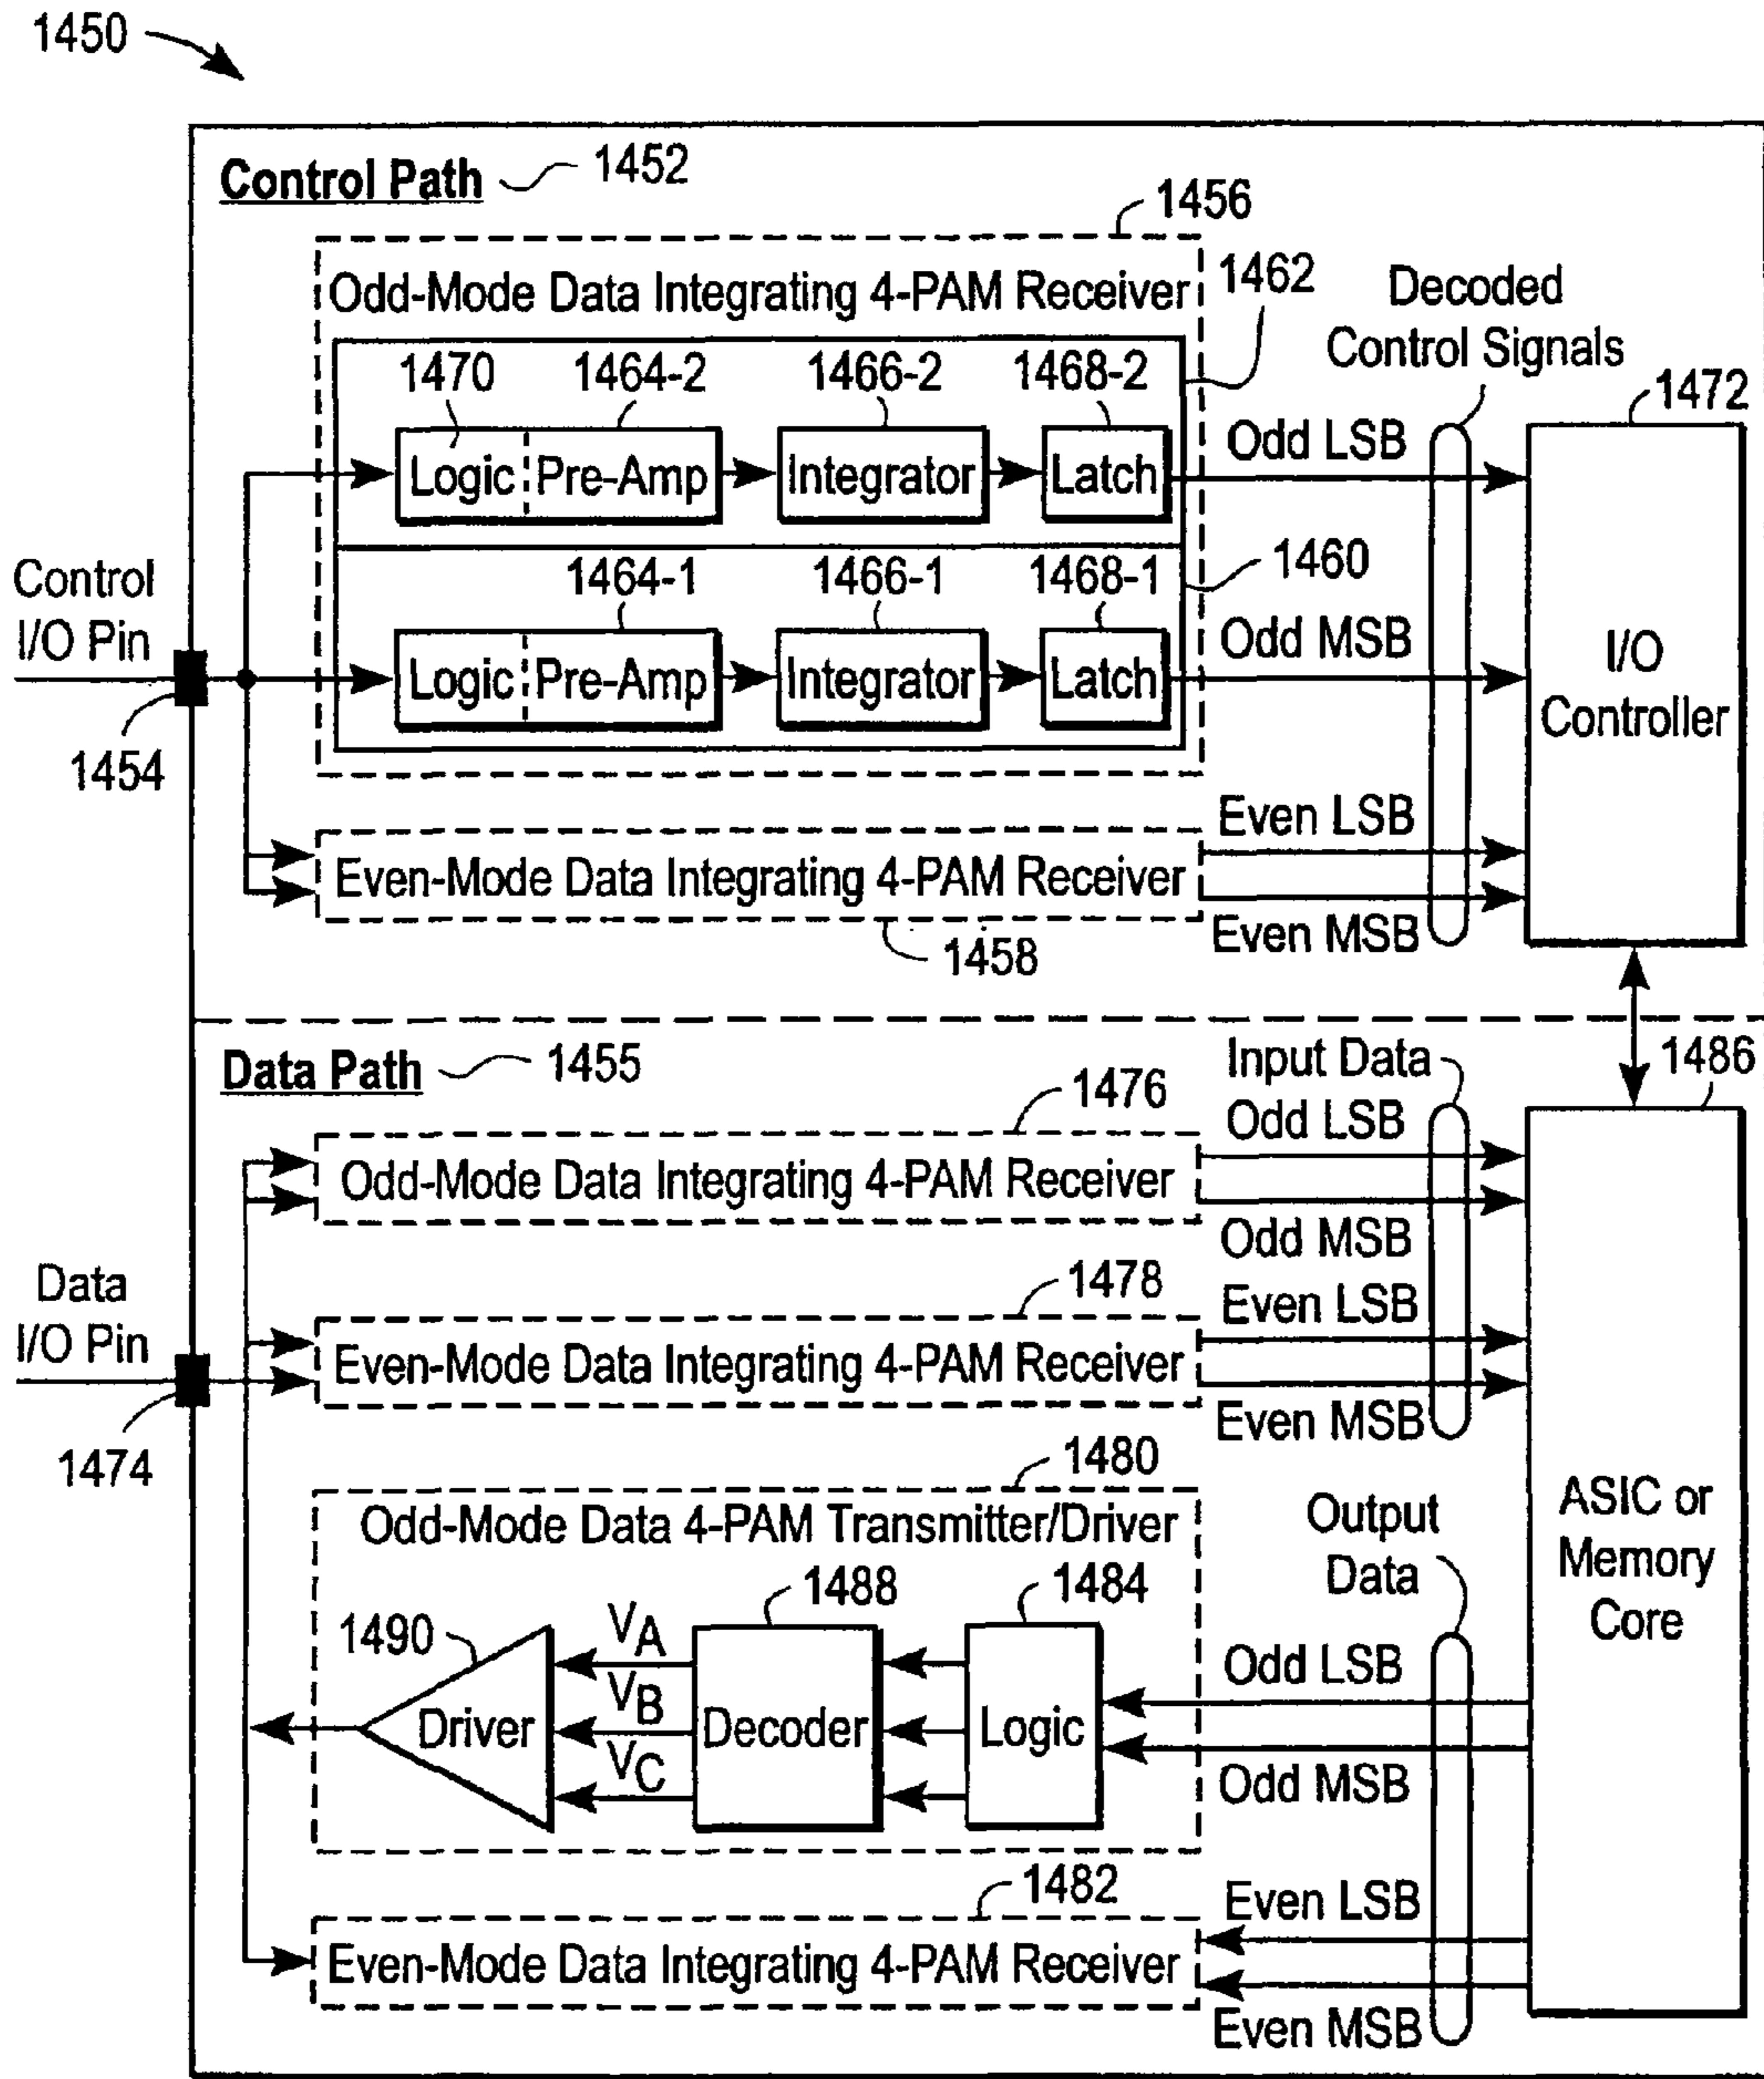 1450
Control Path 1452
1456
Odd-Mode Data Integrating 4-PAM Receiver
1462
Decoded
Control Signals
1470 1464-2 1466-2 1468-2
1472
Logic Pre-Amp Integrator Latch
Odd LSB
1464-1 1466-1 1468-1
1460
Control
I/O Pin
Logic Pre-Amp Integrator Latch
Odd MSB
I/O
Controller
1454
Even LSB
Even-Mode Data Integrating 4-PAM Receiver
Even MSB
1458
Data Path 1455
1476
Input Data
1486
Odd LSB
Odd-Mode Data Integrating 4-PAM Receiver
Odd MSB
1478
Data
I/O Pin
Even LSB
Even-Mode Data Integrating 4-PAM Receiver
Even MSB
1474
1480
Odd-Mode Data 4-PAM Transmitter/Driver
Output
Data
ASIC or
Memory
Core
1490
1488
1484
VA
VB
VC
Driver
Decoder
Logic
Odd LSB
Odd MSB
1482
Even LSB
Even-Mode Data Integrating 4-PAM Receiver
Even MSB